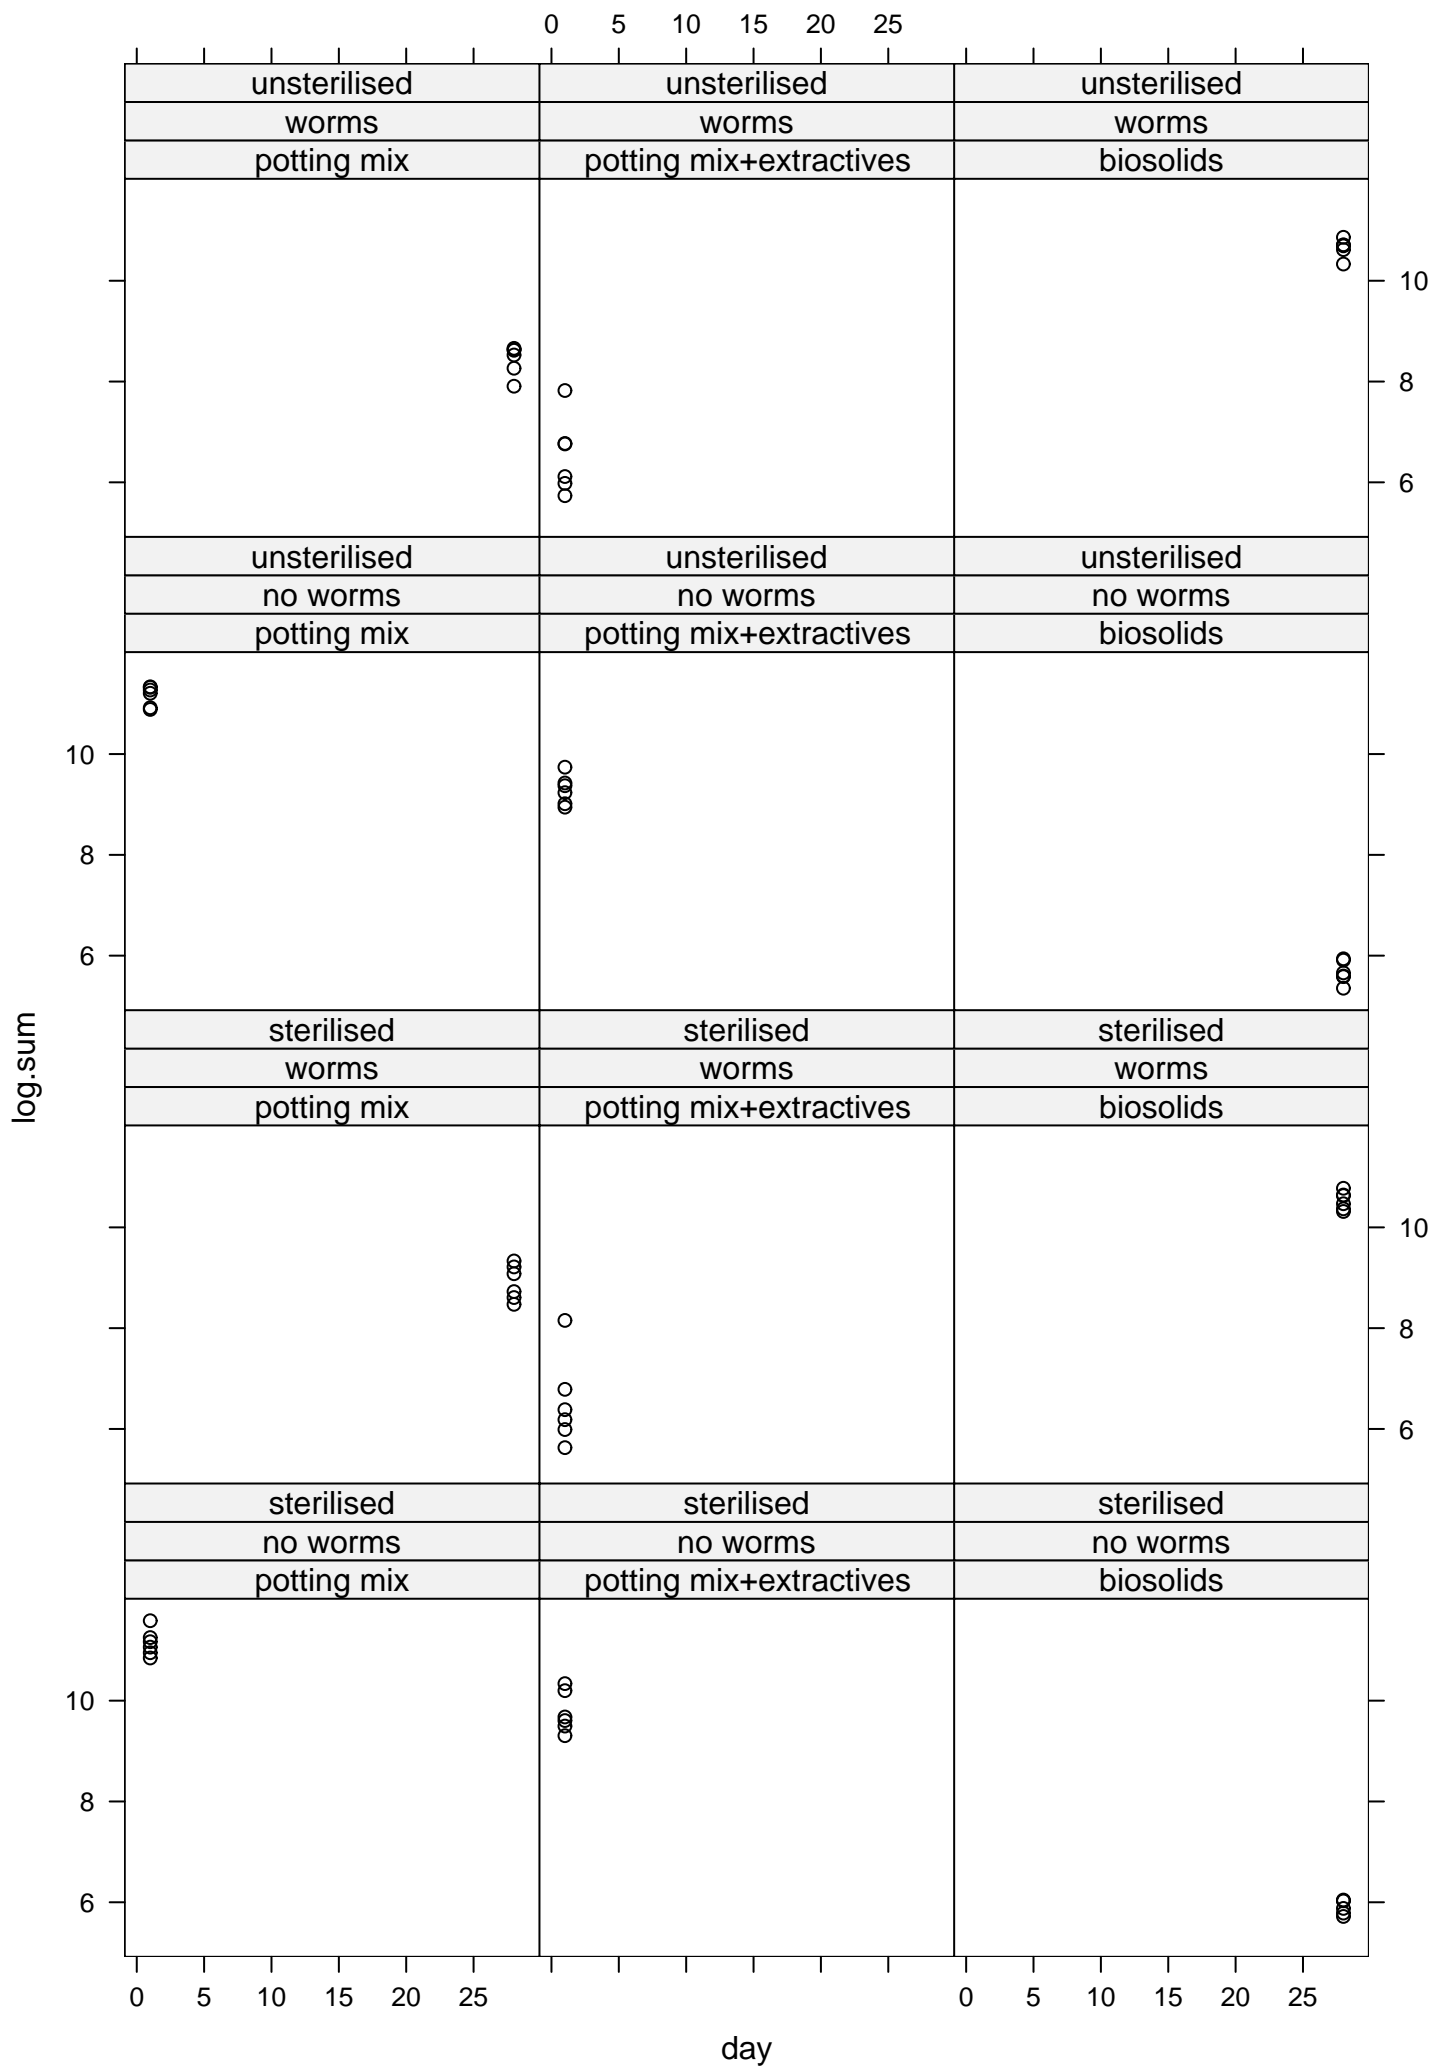 0 5 10 15 20 25
unsterilised unsterilised unsterilised
worms worms worms
potting mix potting mix+extractives biosolids
10
8
6
unsterilised unsterilised unsterilised
no worms no worms no worms
potting mix potting mix+extractives biosolids
10
8
6
log.sum
sterilised sterilised sterilised
worms worms worms
potting mix potting mix+extractives biosolids
10
8
6
sterilised sterilised sterilised
no worms no worms no worms
potting mix potting mix+extractives biosolids
10
8
6
0 5 10 15 20 25 0 5 10 15 20 25
day